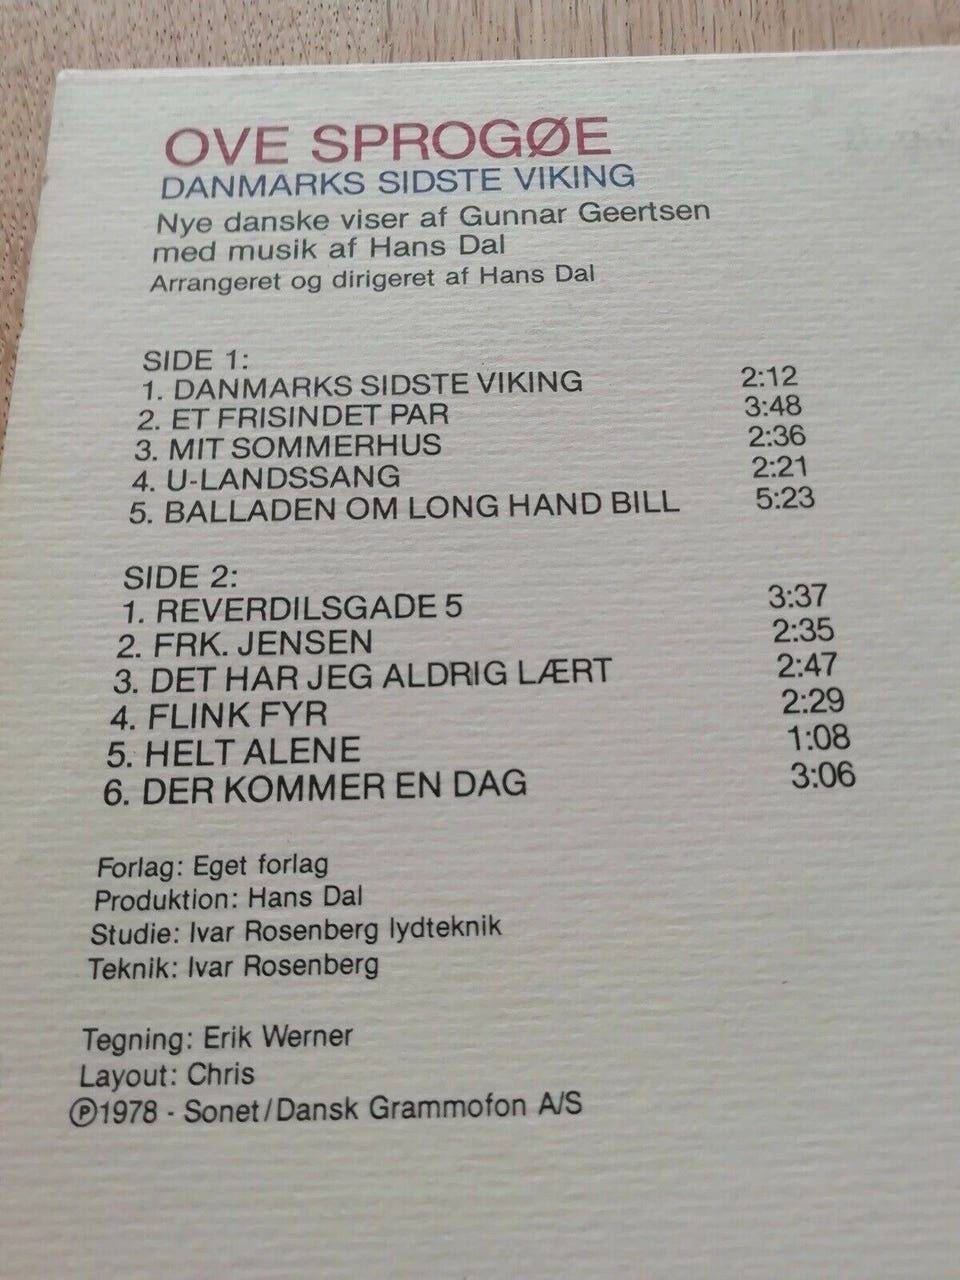 OVE SPROGØE
DANMARKS SIDSTE VIKING
Nye danske viser af Gunnar Geertsen
med musik af Hans Dal
Arrangeret og dirigeret af Hans Dal
SIDE 1:
1. DANMARKS SIDSTE VIKING 2:12
2. ET FRISINDET PAR 3:48
3. MIT SOMMERHUS 2:36
4. U-LANDSSANG 2:21
5. BALLADEN OM LONG HAND BILL 5:23
SIDE 2:
1. REVERDILSGADE 5 3:37
2. FRK. JENSEN 2:35
3. DET HAR JEG ALDRIG LÆRT 2:47
4. FLINK FYR 2:29
5. HELT ALENE 1:08
6. DER KOMMER EN DAG 3:06
Forlag: Eget forlag
Produktion: Hans Dal
Studie: Ivar Rosenberg lydteknik
Teknik: Ivar Rosenberg
Tegning: Erik Werner
Layout: Chris
℗1978 - Sonet/Dansk Grammofon A/S